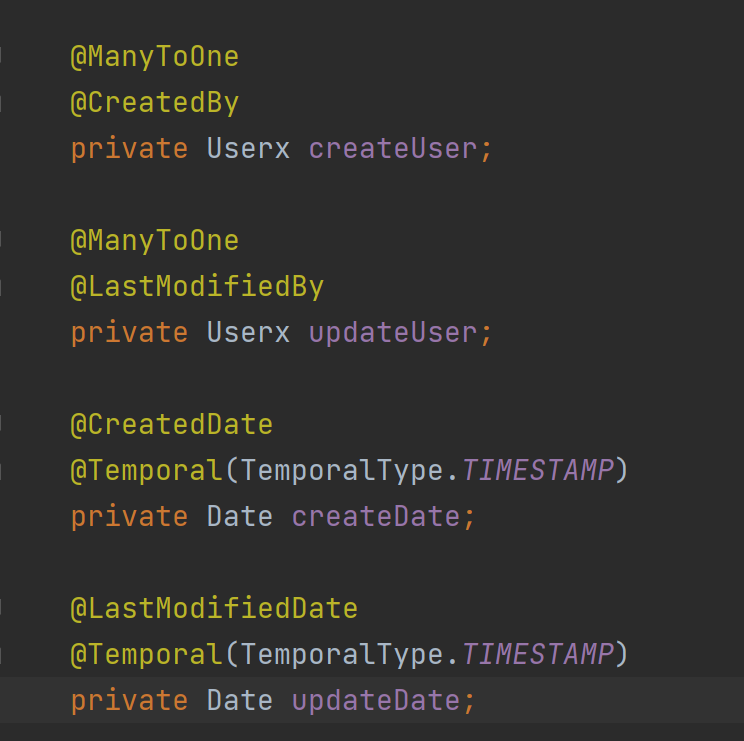 @ManyToOne
@CreatedBy
private Userx createUser;
@ManyToOne
@LastModifiedBy
private Userx updateUser;
@CreatedDate
@Temporal(TemporalType.TIMESTAMP)
private Date createDate;
@LastModifiedDate
@Temporal(TemporalType.TIMESTAMP)
private Date updateDate;